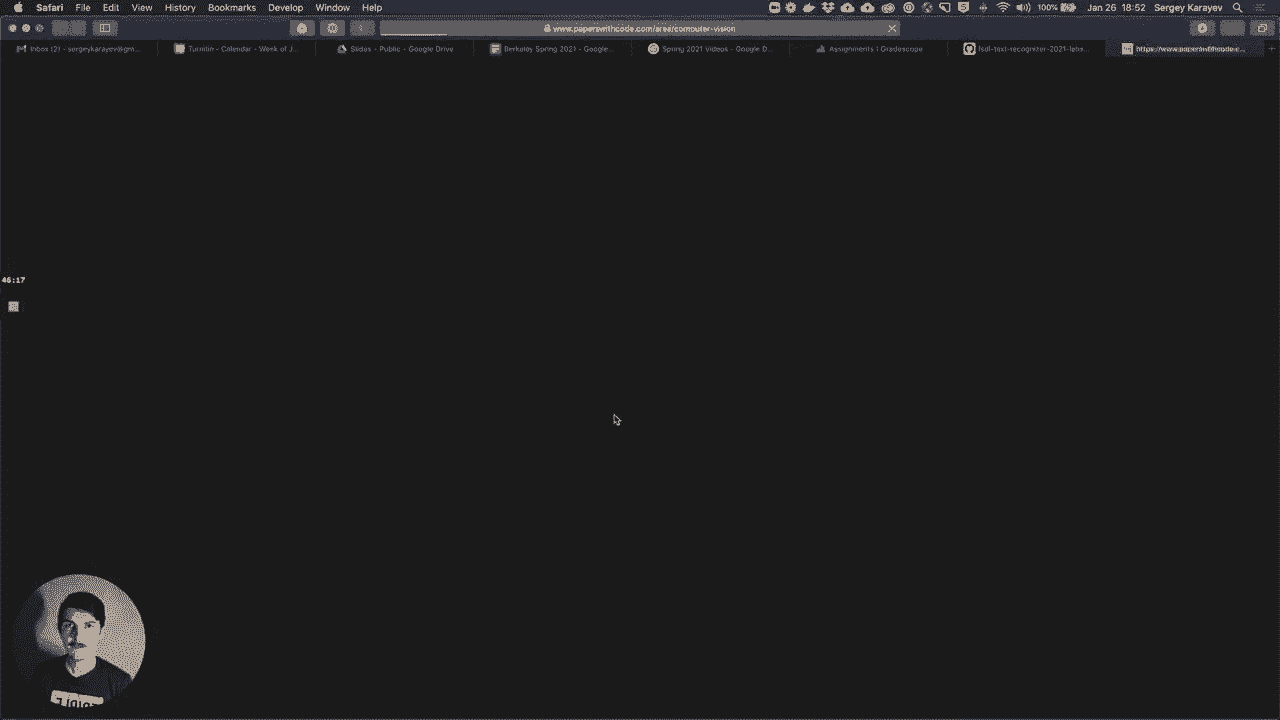 Safari File Edit View History Bookmarks Develop Window Help 100% Jan 26 18:52 Sergey Karayev
www.paperswithcode.com/area/computer-vision
Inbox (2) - sergeykarayev@gm... Turnitin - Calendar - Week of J... Slides - Public - Google Drive Berkeley Spring 2021 - Google... Spring 2021 Videos - Google D... Assignments | Gradescope fsdl-text-recognizer-2021-labs... https://www.paperswithcode.c...
46:17